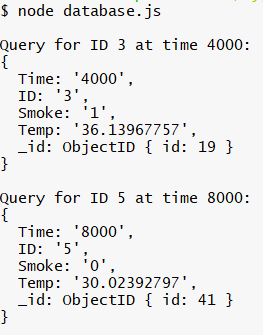 $ node database.js
Query for ID 3 at time 4000:
{
Time: '4000',
ID: '3',
Smoke: '1',
Temp: '36.13967757',
_id: ObjectID { id: 19 }
}
Query for ID 5 at time 8000:
{
Time: '8000',
ID: '5',
Smoke: '0',
Temp: '30.02392797',
_id: ObjectID { id: 41 }
}